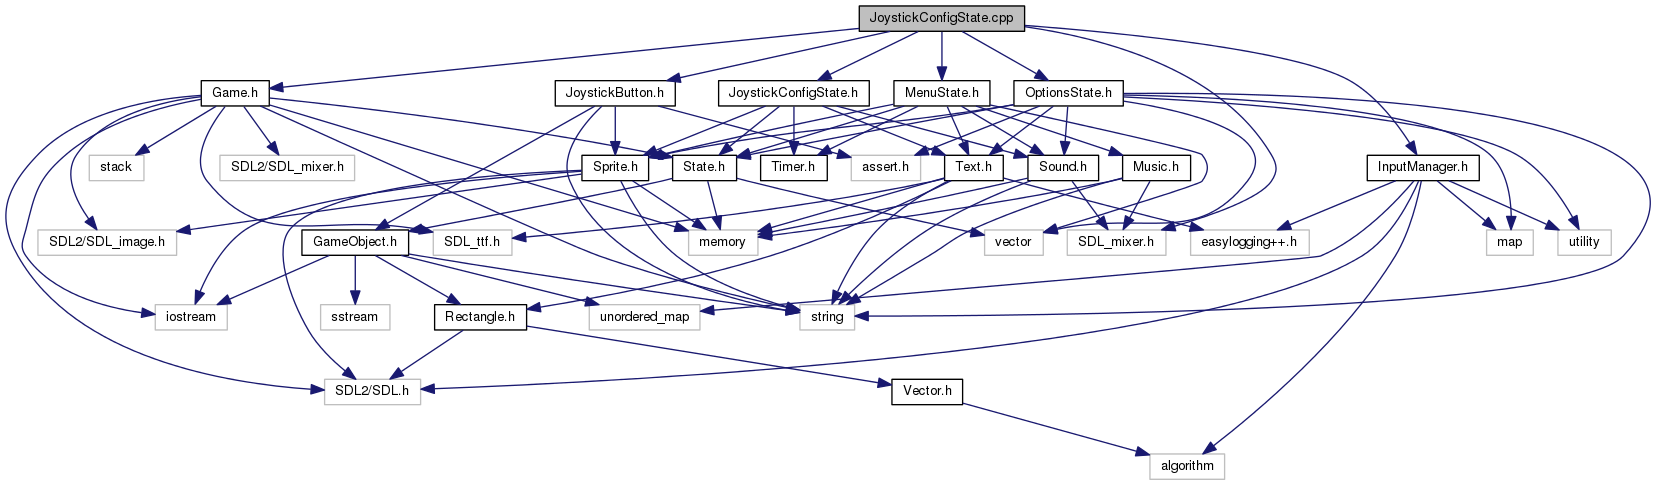 JoystickConfigState.cpp
Game.h
JoystickButton.h
JoystickConfigState.h
MenuState.h
OptionsState.h
stack
SDL2/SDL_mixer.h
Sprite.h
State.h
Timer.h
assert.h
Text.h
Sound.h
Music.h
InputManager.h
SDL2/SDL_image.h
GameObject.h
SDL_ttf.h
memory
vector
SDL_mixer.h
easylogging++.h
map
utility
iostream
sstream
Rectangle.h
unordered_map
string
SDL2/SDL.h
Vector.h
algorithm